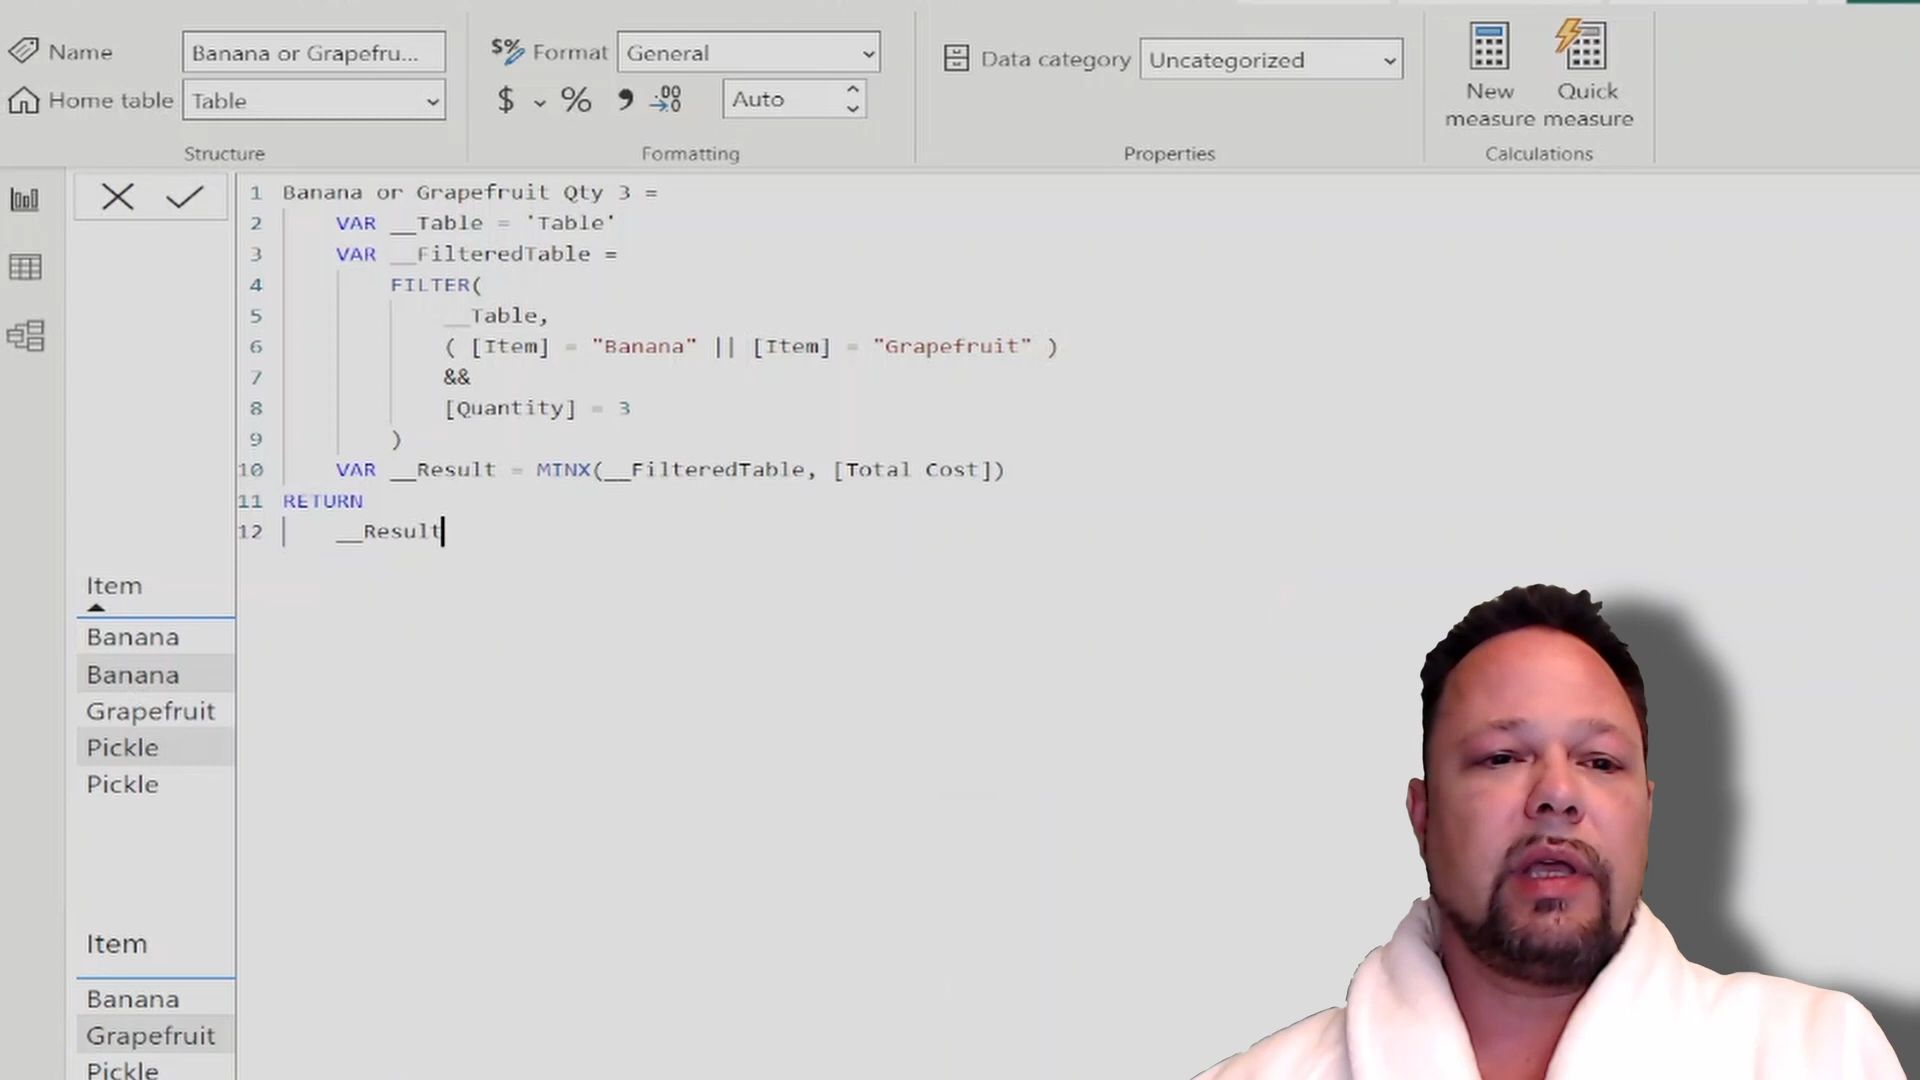 Name
Banana or Grapefru...
Home table
Table
Structure
Format
General
$
%
.00
Auto
Formatting
Data category
Uncategorized
Properties
New measure
Quick measure
Calculations
1 Banana or Grapefruit Qty 3 =
2 VAR __Table = 'Table'
3 VAR __FilteredTable =
4 FILTER(
5 __Table,
6 ( [Item] = "Banana" || [Item] = "Grapefruit" )
7 &&
8 [Quantity] = 3
9 )
10 VAR __Result = MINX(__FilteredTable, [Total Cost])
11 RETURN
12 __Result
Item
Banana
Banana
Grapefruit
Pickle
Pickle
Item
Banana
Grapefruit
Pickle